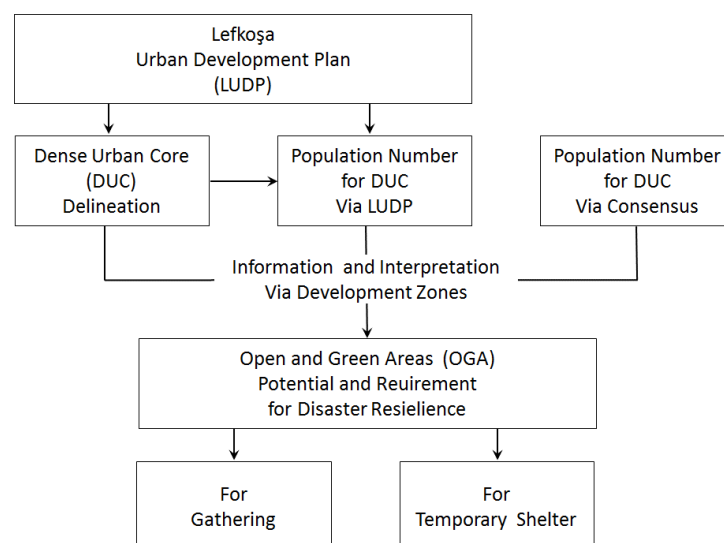 Lefkoşa
Urban Development Plan
(LUDP)
Dense Urban Core
(DUC)
Delineation
Population Number
for DUC
Via LUDP
Population Number
for DUC
Via Consensus
Information and Interpretation
Via Development Zones
Open and Green Areas (OGA)
Potential and Reuirement
for Disaster Resielience
For
Gathering
For
Temporary Shelter